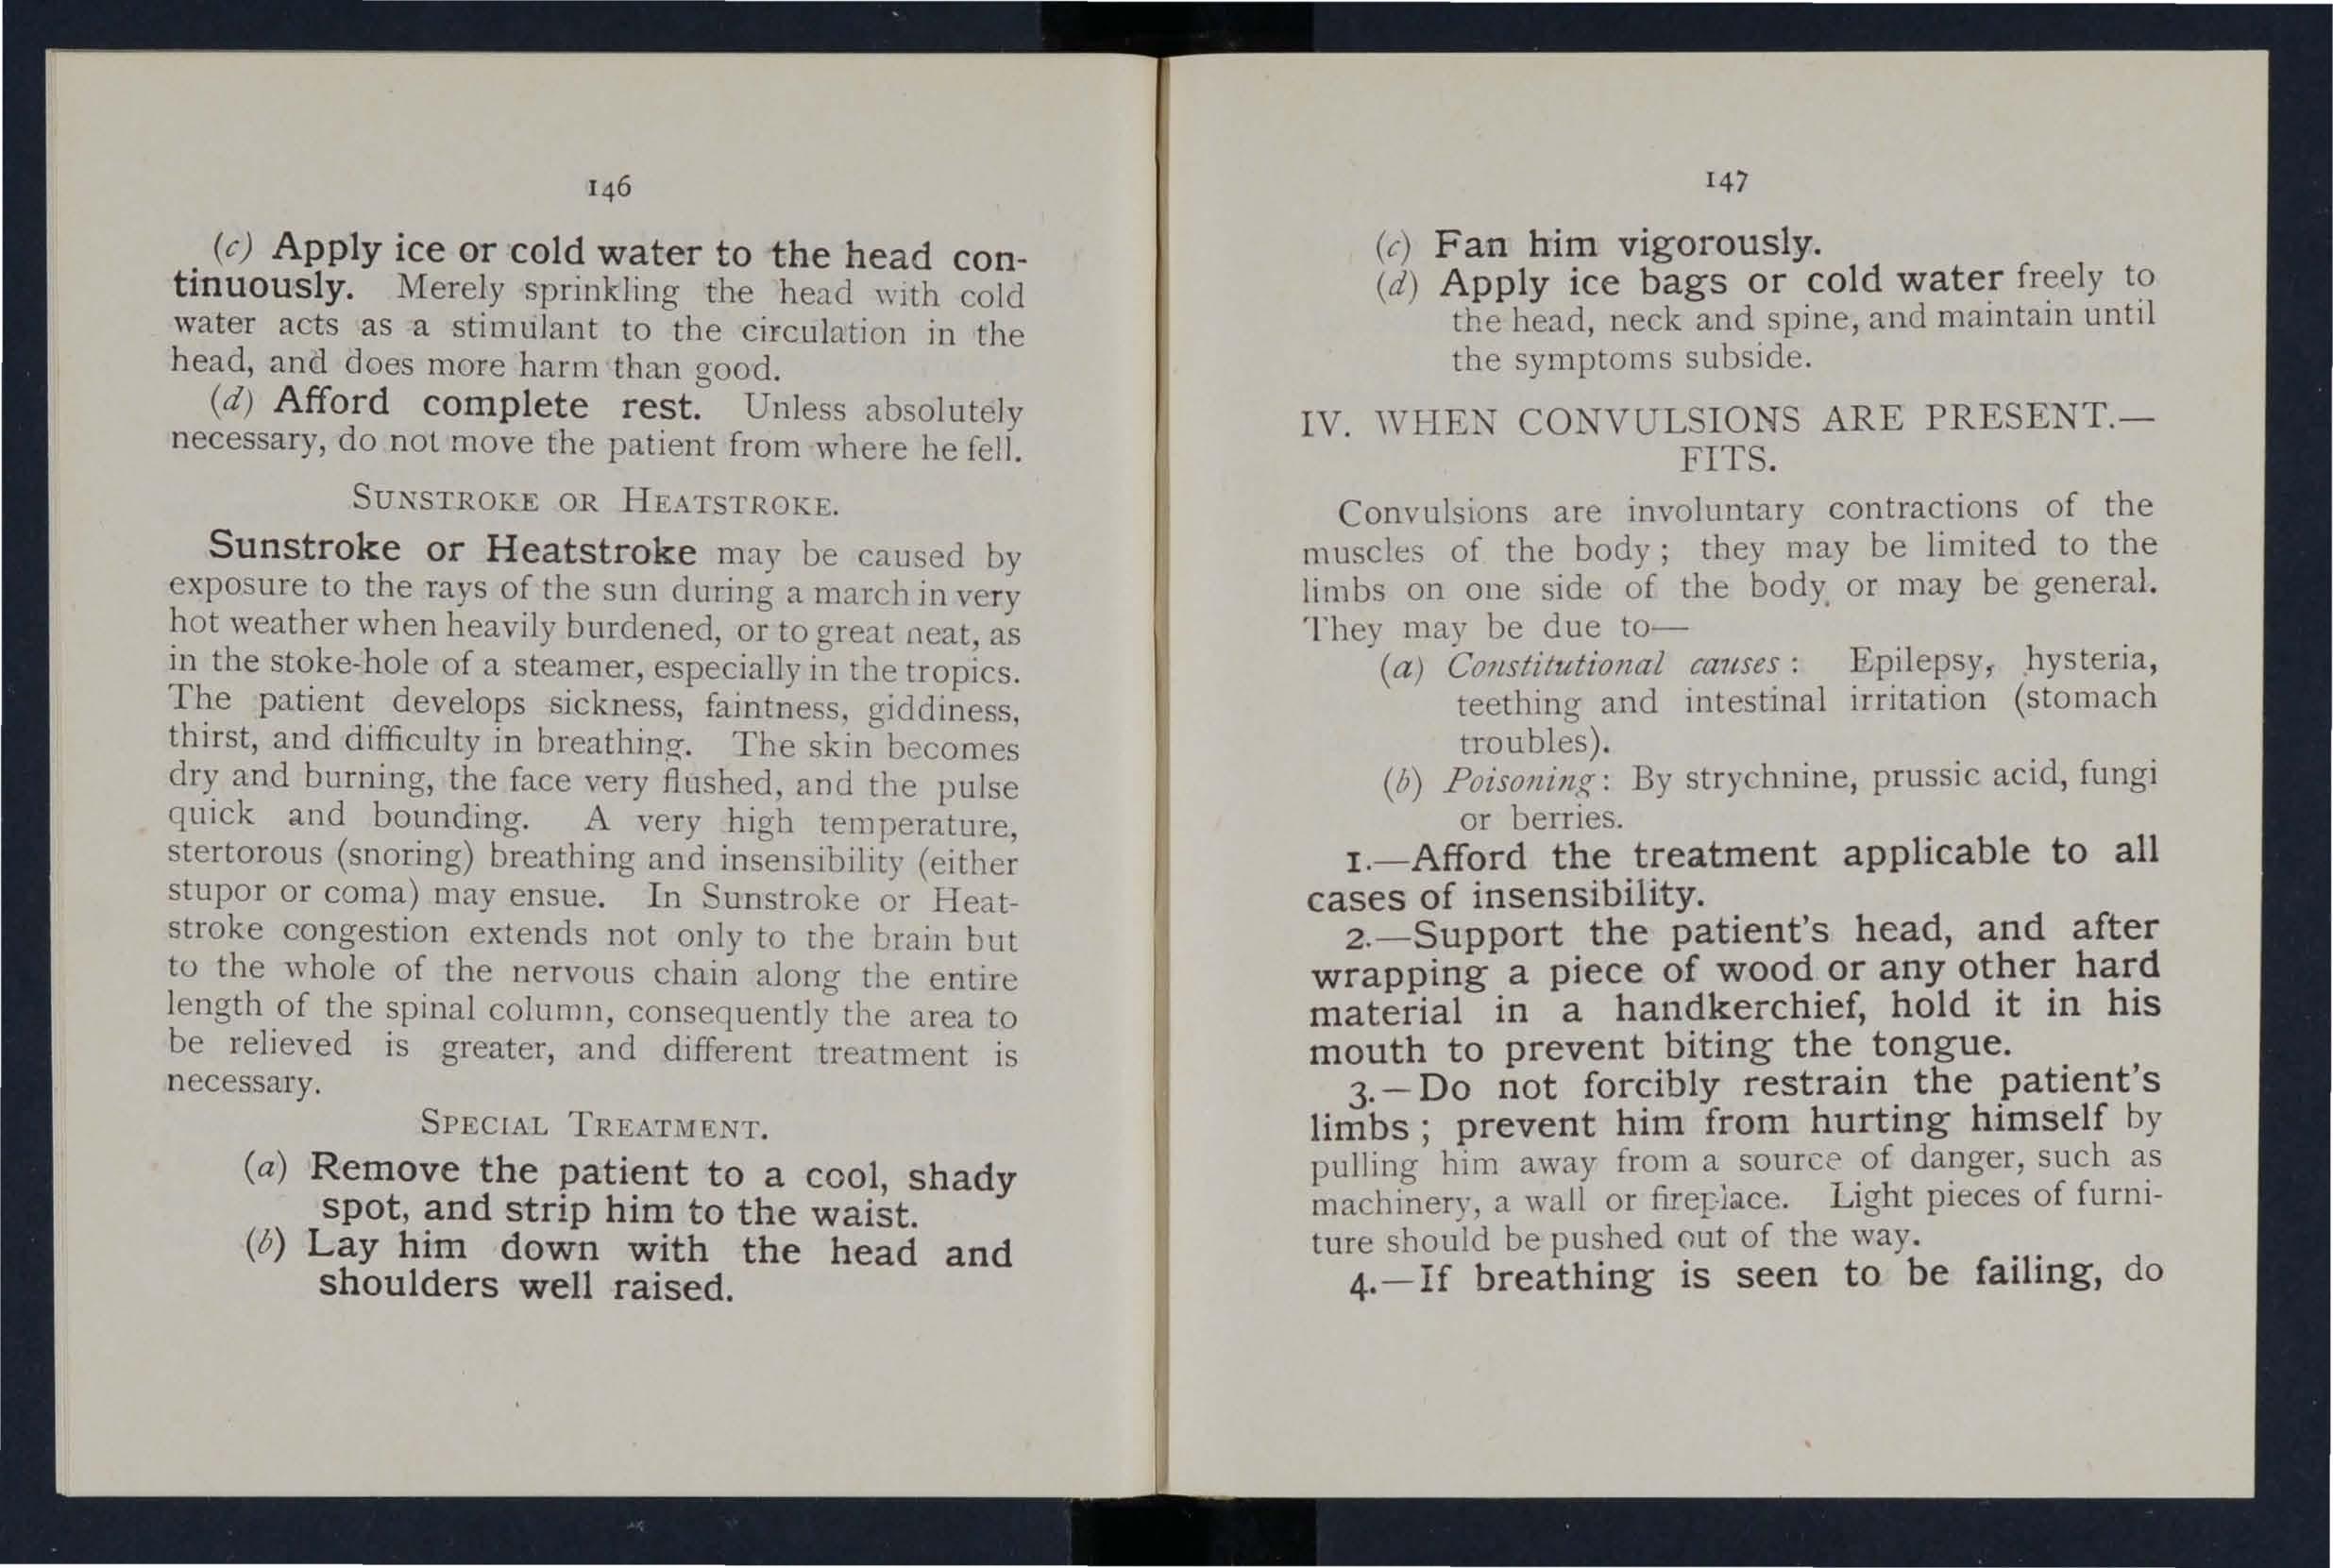 146
(c) Apply ice or cold water to the head con-
tinuously. Merely sprinkling the head with cold
water acts as a stimulant to the circulation in the
head, and does more harm than good.
(d) Afford complete rest. Unless absolutely
necessary, do not move the patient from where he fell.
SUNSTROKE OR HEATSTROKE.
Sunstroke or Heatstroke may be caused by
exposure to the rays of the sun during a march in very
hot weather when heavily burdened, or to great neat, as
in the stoke-hole of a steamer, especially in the tropics.
The patient develops sickness, faintness, giddiness,
thirst, and difficulty in breathing. The skin becomes
dry and burning, the face very flushed, and the pulse
quick and bounding. A very high temperature,
stertorous (snoring) breathing and insensibility (either
stupor or coma) may ensue. In Sunstroke or Heat-
stroke congestion extends not only to the brain but
to the whole of the nervous chain along the entire
length of the spinal column, consequently the area to
be relieved is greater, and different treatment is
necessary.
SPECIAL TREATMENT.
(a) Remove the patient to a cool, shady
spot, and strip him to the waist.
(b) Lay him down with the head and
shoulders well raised.
147
(c) Fan him vigorously.
(d) Apply ice bags or cold water freely to
the head, neck and spine, and maintain until
the symptoms subside.
IV. WHEN CONVULSIONS ARE PRESENT.—
FITS.
Convulsions are involuntary contractions of the
muscles of the body; they may be limited to the
limbs on one side of the body, or may be general.
They may be due to—
(a) Constitutional causes: Epilepsy, hysteria,
teething and intestinal irritation (stomach
troubles).
(b) Poisoning: By strychnine, prussic acid, fungi
or berries.
1.—Afford the treatment applicable to all
cases of insensibility.
2.—Support the patient's head, and after
wrapping a piece of wood or any other hard
material in a handkerchief, hold it in his
mouth to prevent biting the tongue.
3.—Do not forcibly restrain the patient's
limbs; prevent him from hurting himself by
pulling him away from a source of danger, such as
machinery, a wall or fireplace. Light pieces of furni-
ture should be pushed out of the way.
4.—If breathing is seen to be failing, do